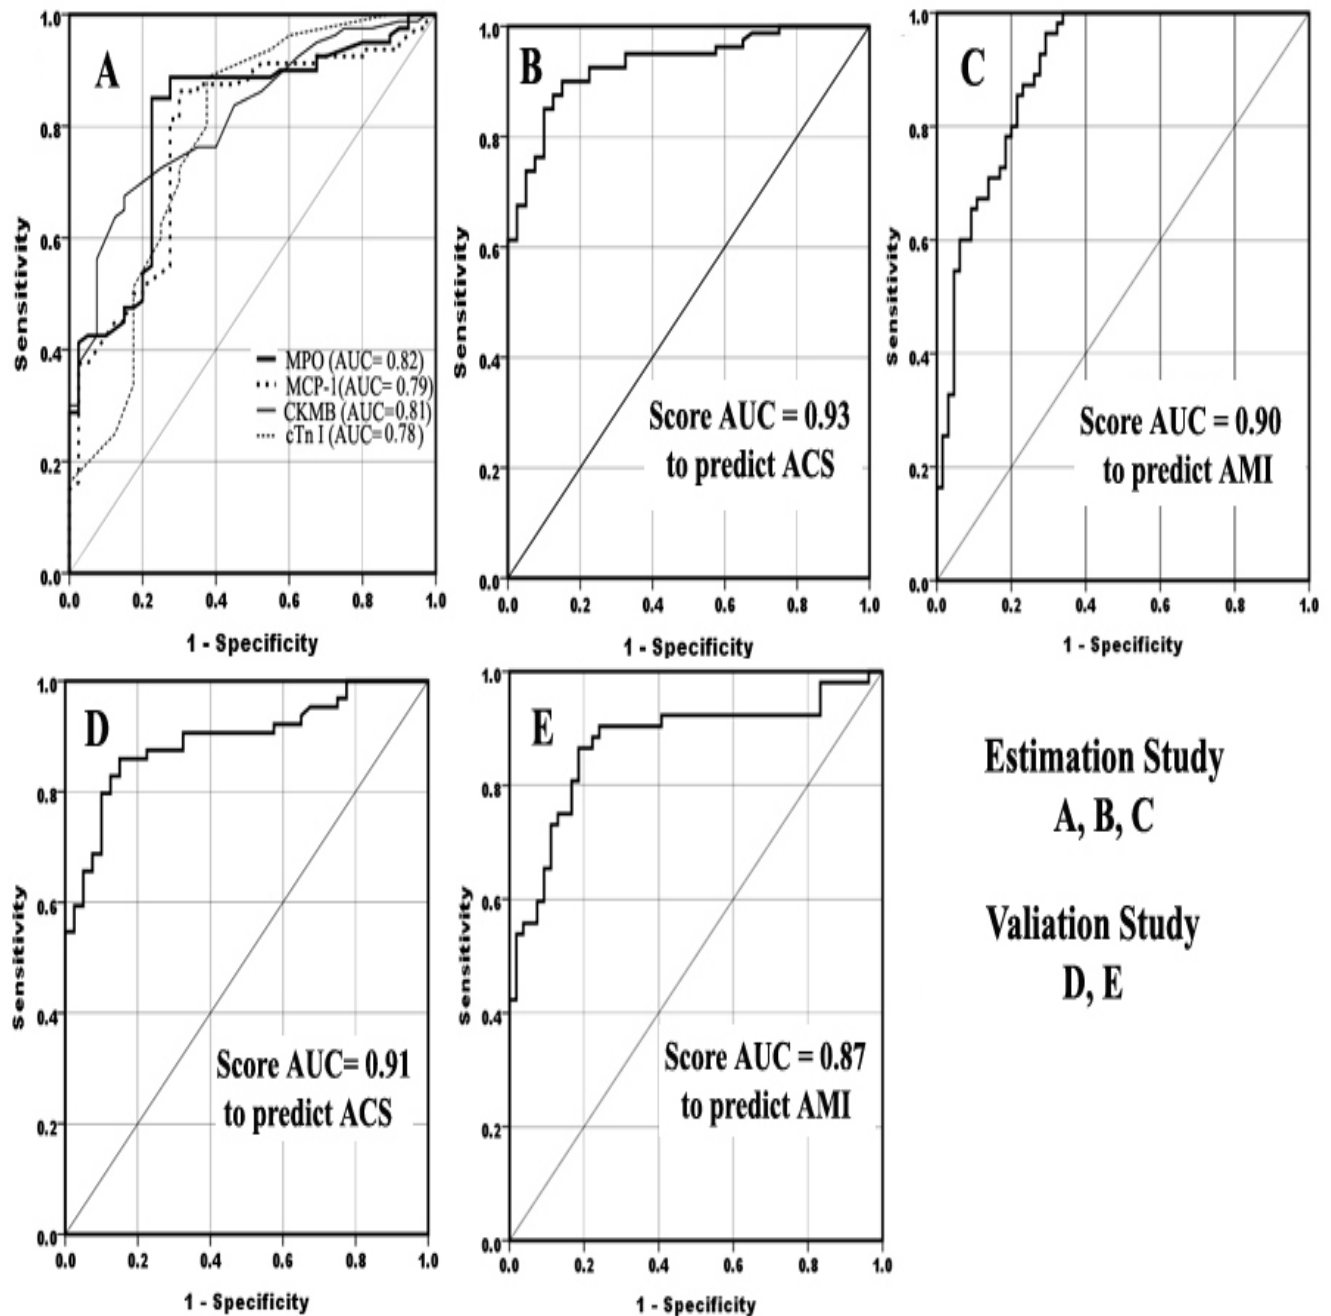 A
Sensitivity
1.0
0.8
0.6
0.4
0.2
0.0
MPO (AUC= 0.82)
MCP-1(AUC= 0.79)
CKMB (AUC=0.81)
cTn I (AUC=0.78)
0.0 0.2 0.4 0.6 0.8 1.0
1 - Specificity
B
Sensitivity
1.0
0.8
0.6
0.4
0.2
0.0
Score AUC = 0.93
to predict ACS
0.0 0.2 0.4 0.6 0.8 1.0
1 - Specificity
C
Sensitivity
1.0
0.8
0.6
0.4
0.2
0.0
Score AUC = 0.90
to predict AMI
0.0 0.2 0.4 0.6 0.8 1.0
1 - Specificity
D
Sensitivity
1.0
0.8
0.6
0.4
0.2
0.0
Score AUC= 0.91
to predict ACS
0.0 0.2 0.4 0.6 0.8 1.0
1 - Specificity
E
Sensitivity
1.0
0.8
0.6
0.4
0.2
0.0
Score AUC = 0.87
to predict AMI
0.0 0.2 0.4 0.6 0.8 1.0
1 - Specificity
Estimation Study
A, B, C
Valiation Study
D, E